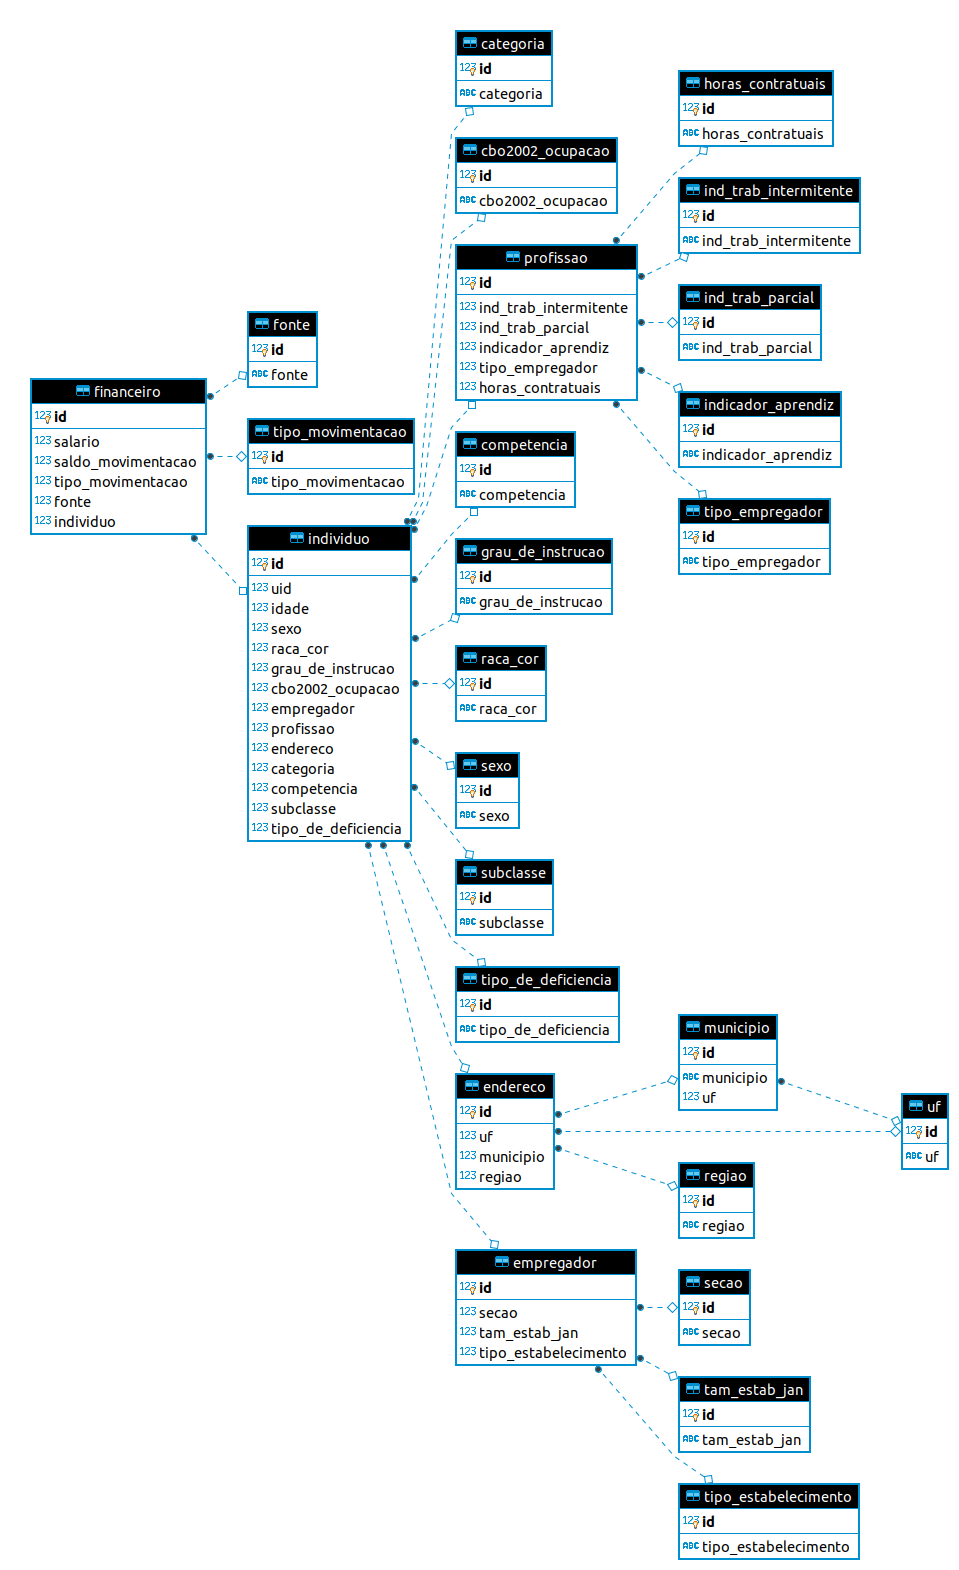 categoria
123 id
ABC categoria
cbo2002_ocupacao
123 id
ABC cbo2002_ocupacao
profissao
123 id
123 ind_trab_intermitente
123 ind_trab_parcial
123 indicador_aprendiz
123 tipo_empregador
123 horas_contratuais
horas_contratuais
123 id
ABC horas_contratuais
ind_trab_intermitente
123 id
ABC ind_trab_intermitente
ind_trab_parcial
123 id
ABC ind_trab_parcial
indicador_aprendiz
123 id
ABC indicador_aprendiz
tipo_empregador
123 id
ABC tipo_empregador
fonte
123 id
ABC fonte
financeiro
123 id
123 salario
123 saldo_movimentacao
123 tipo_movimentacao
123 fonte
123 individuo
tipo_movimentacao
123 id
ABC tipo_movimentacao
individuo
123 id
123 uid
123 idade
123 sexo
123 raca_cor
123 grau_de_instrucao
123 cbo2002_ocupacao
123 empregador
123 profissao
123 endereco
123 categoria
123 competencia
123 subclasse
123 tipo_de_deficiencia
competencia
123 id
ABC competencia
grau_de_instrucao
123 id
ABC grau_de_instrucao
raca_cor
123 id
ABC raca_cor
sexo
123 id
ABC sexo
subclasse
123 id
ABC subclasse
tipo_de_deficiencia
123 id
ABC tipo_de_deficiencia
endereco
123 id
123 uf
123 municipio
123 regiao
municipio
123 id
ABC municipio
123 uf
uf
123 id
ABC uf
regiao
123 id
ABC regiao
empregador
123 id
123 secao
123 tam_estab_jan
123 tipo_estabelecimento
secao
123 id
ABC secao
tam_estab_jan
123 id
ABC tam_estab_jan
tipo_estabelecimento
123 id
ABC tipo_estabelecimento